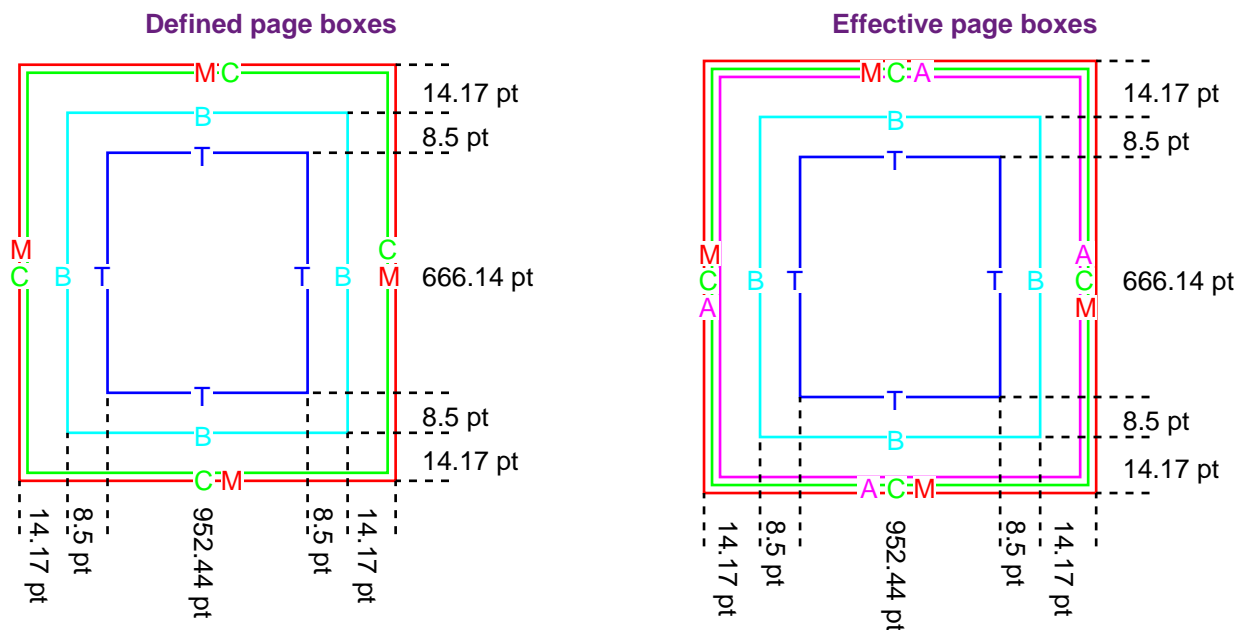 Defined page boxes
Effective page boxes
M C
14.17 pt
B
8.5 pt
T
M
C
C
B
T
T
B
M
666.14 pt
T
8.5 pt
B
14.17 pt
C M
14.17 pt
8.5 pt
952.44 pt
8.5 pt
14.17 pt
M C A
14.17 pt
B
8.5 pt
T
M
A
C
B
T
T
B
C
666.14 pt
A
M
T
8.5 pt
B
14.17 pt
A C M
14.17 pt
8.5 pt
952.44 pt
8.5 pt
14.17 pt